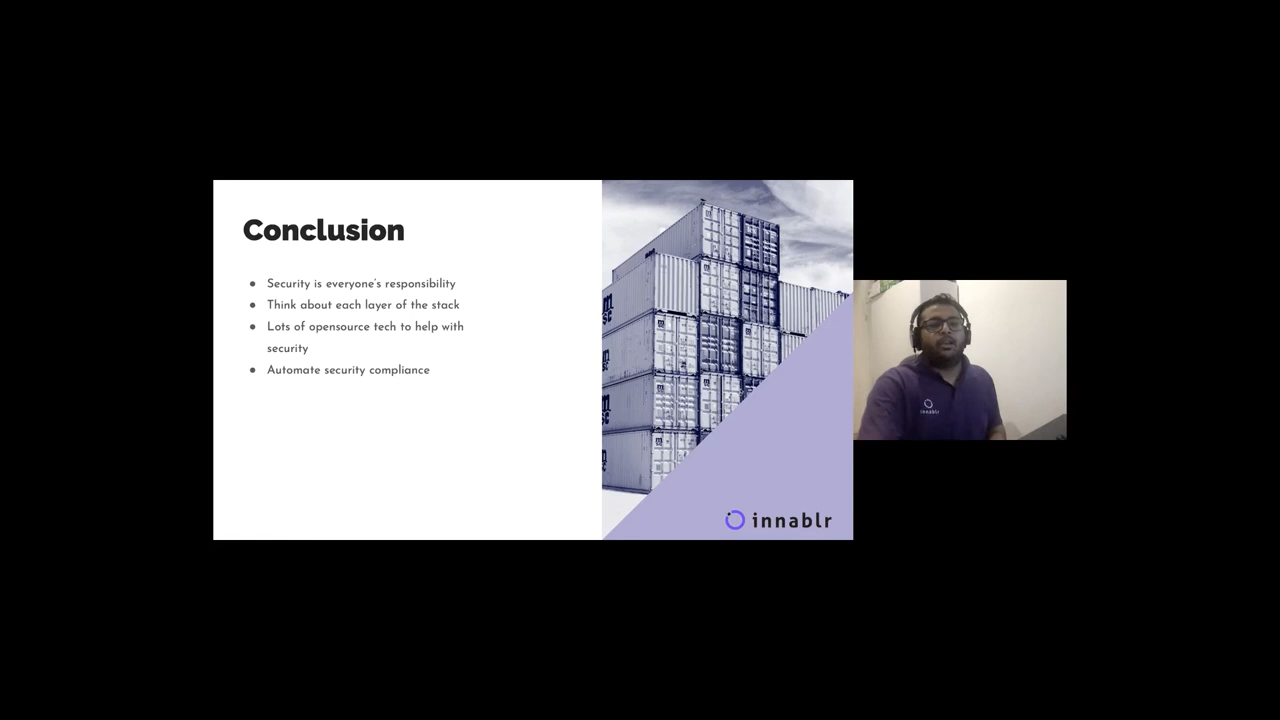 Conclusion
● Security is everyone's responsibility
● Think about each layer of the stack
● Lots of opensource tech to help with
security
● Automate security compliance
innablr
innablr